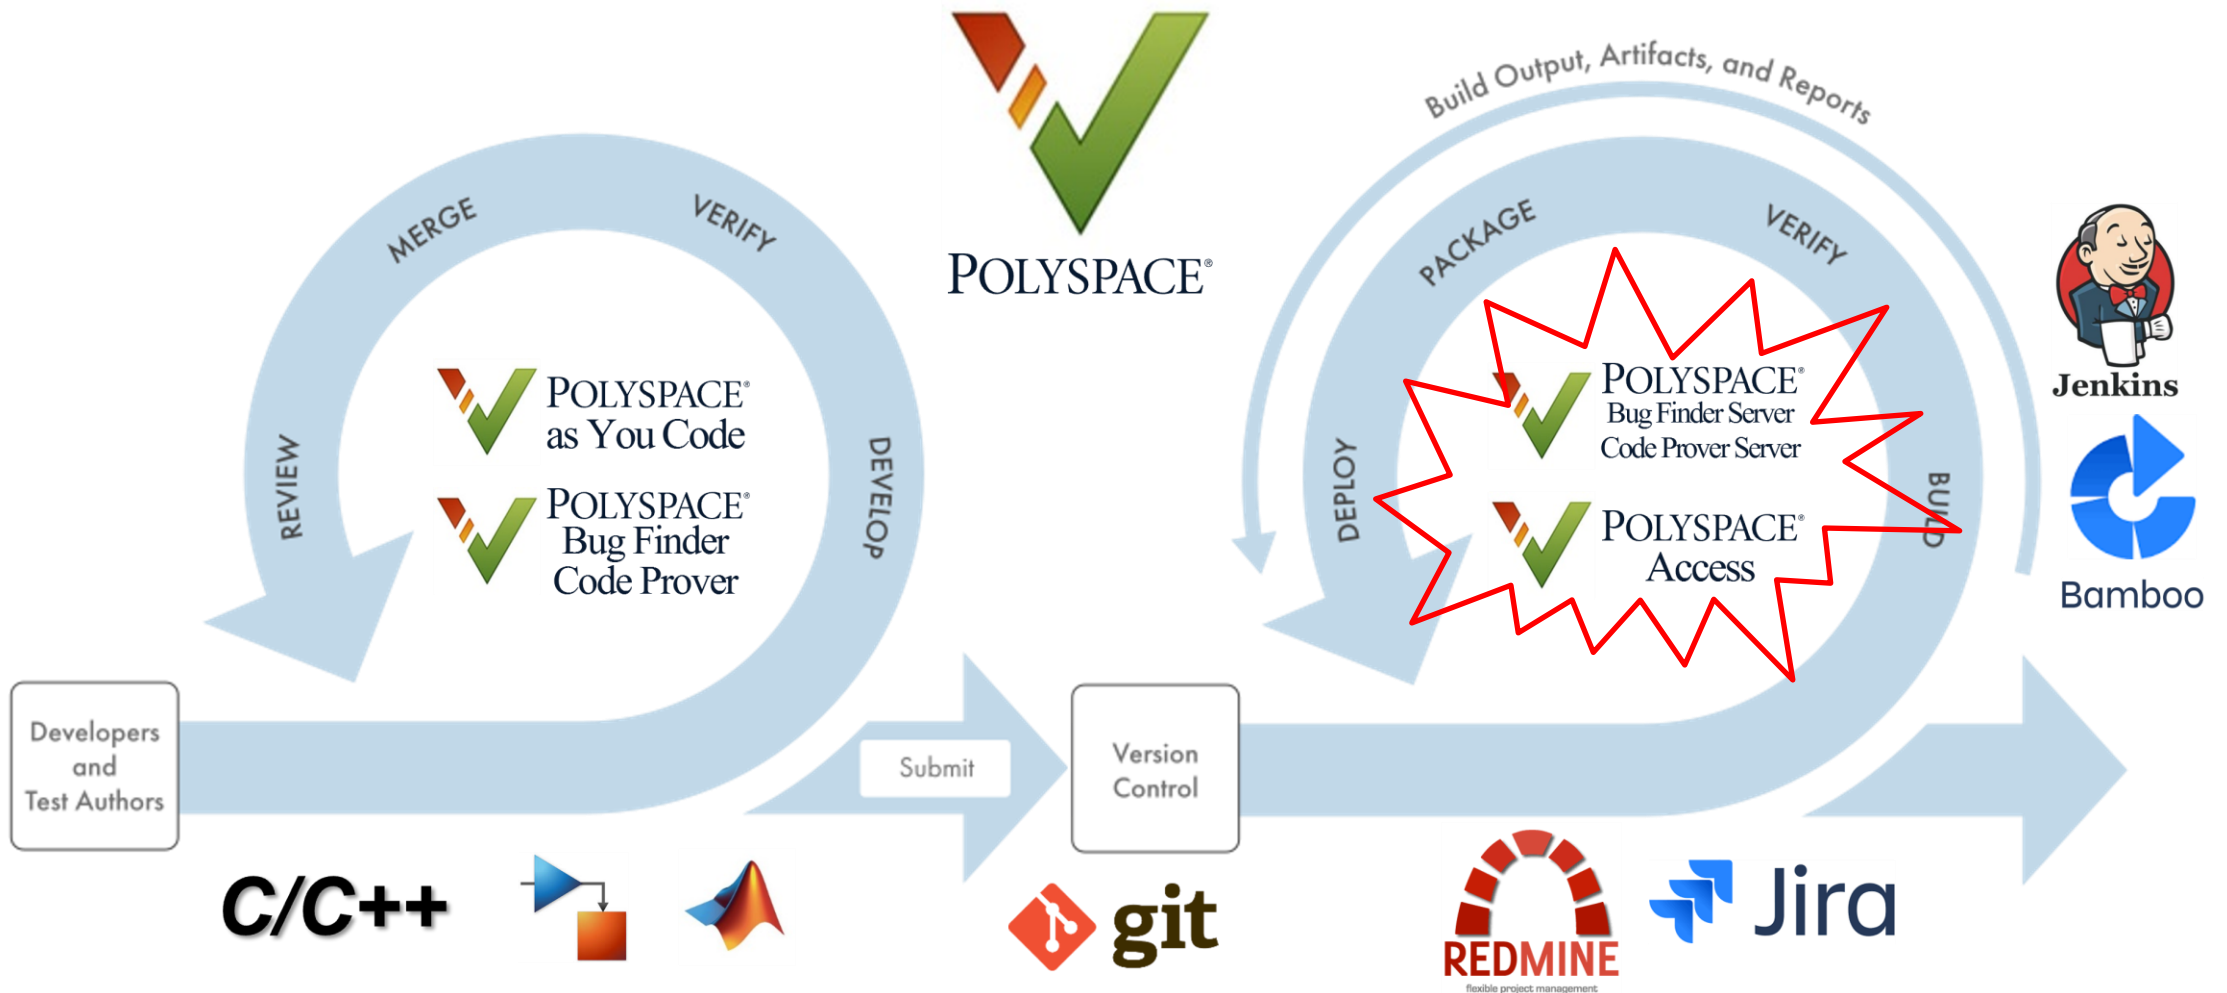 POLYSPACE®
Build Output, Artifacts, and Reports
MERGE
VERIFY
REVIEW
DEVELOP
POLYSPACE®
as You Code
POLYSPACE®
Bug Finder
Code Prover
PACKAGE
VERIFY
DEPLOY
BUILD
POLYSPACE®
Bug Finder Server
Code Prover Server
POLYSPACE®
Access
Jenkins
Bamboo
Developers
and
Test Authors
Submit
Version
Control
C/C++
git
REDMINE
flexible project management
Jira